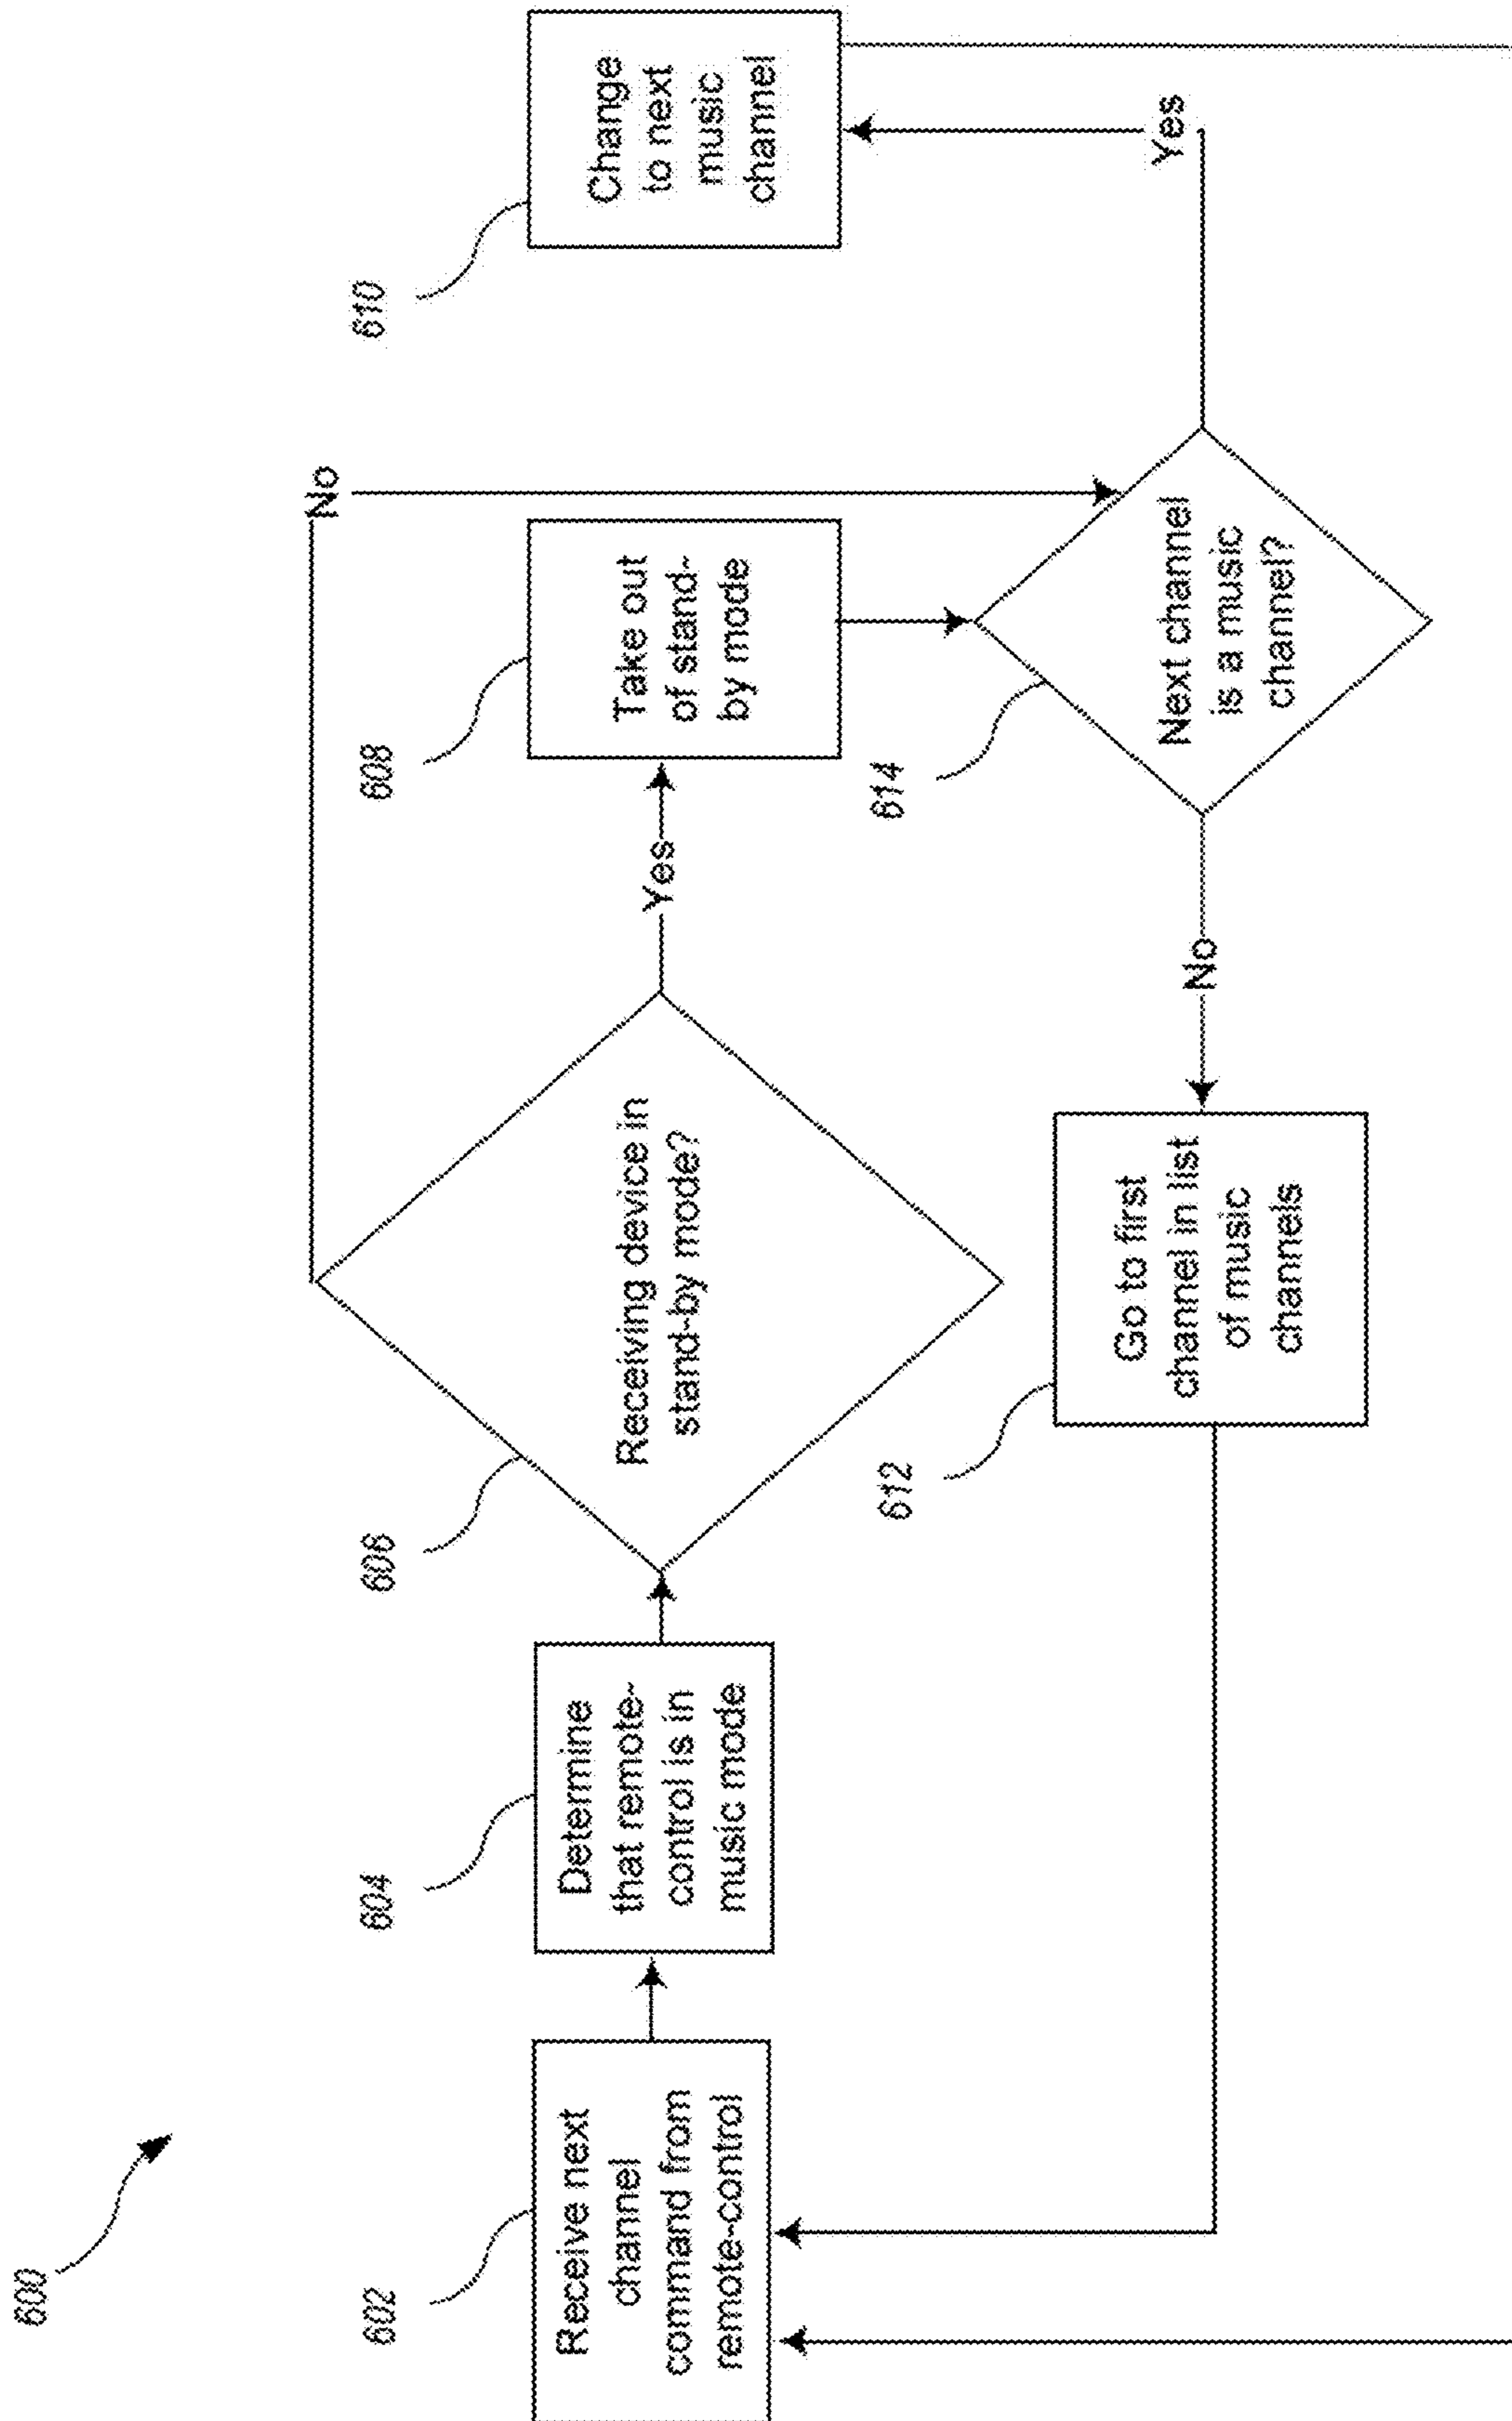 600
602
Receive next
channel
command from
remote-control
604
Determine
that remote-
control is in
music mode
606
Receiving device in
stand-by mode?
Yes
No
608
Take out
of stand-
by mode
610
Change
to next
music
channel
612
Go to first
channel in list
of music
channels
No
614
Next channel
is a music
channel?
Yes